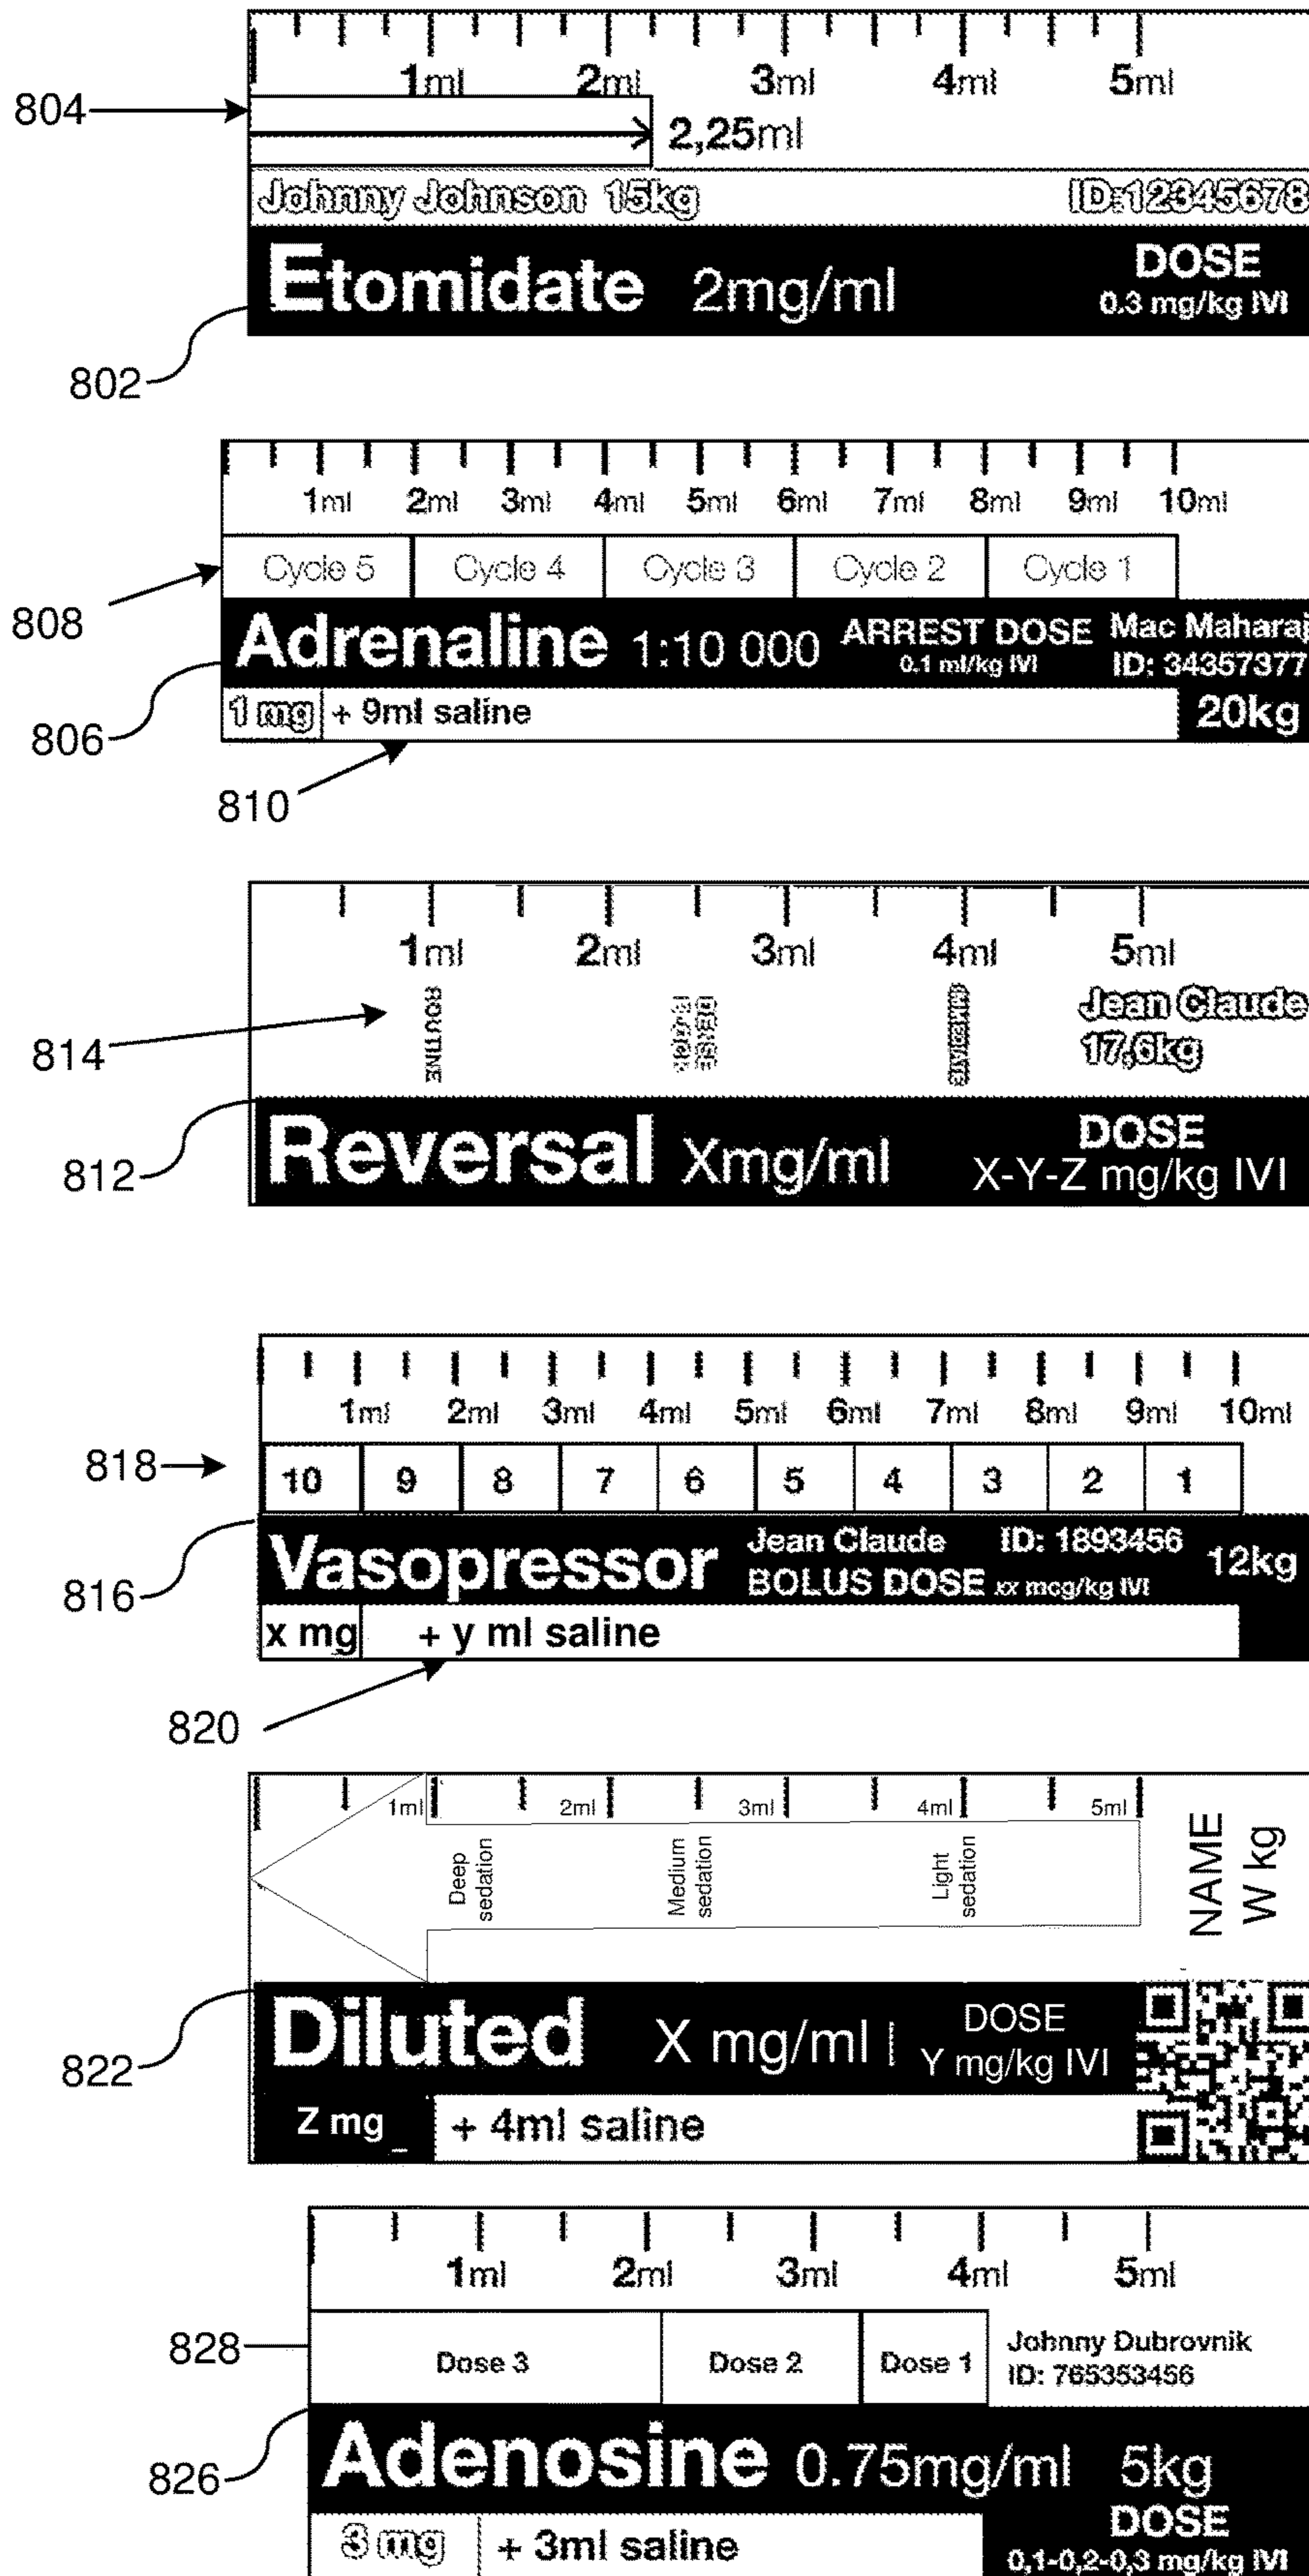 1ml 2ml 3ml 4ml 5ml
804
2,25ml
Johnny Johnson 15kg ID:12345678
Etomidate 2mg/ml DOSE
0.3 mg/kg IVI
802
1ml 2ml 3ml 4ml 5ml 6ml 7ml 8ml 9ml 10ml
Cycle 5 Cycle 4 Cycle 3 Cycle 2 Cycle 1
808
Adrenaline 1:10 000 ARREST DOSE Mac Maharaj
0.1 ml/kg IVI ID: 34357377
1 mg + 9ml saline 20kg
806
810
1ml 2ml 3ml 4ml 5ml
ROUTINE DENSE BLOCK IMMEDIATE Jean Claude
17,6kg
814
Reversal Xmg/ml DOSE
X-Y-Z mg/kg IVI
812
1ml 2ml 3ml 4ml 5ml 6ml 7ml 8ml 9ml 10ml
818
10 9 8 7 6 5 4 3 2 1
Vasopressor Jean Claude ID: 1893456 12kg
BOLUS DOSE xx mcg/kg IVI
816
x mg + y ml saline
820
1ml 2ml 3ml 4ml 5ml
Deep
sedation
Medium
sedation
Light
sedation
NAME
W kg
Diluted X mg/ml | DOSE
Y mg/kg IVI
822
Z mg _ + 4ml saline
1ml 2ml 3ml 4ml 5ml
828
Dose 3 Dose 2 Dose 1 Johnny Dubrovnik
ID: 765353456
Adenosine 0.75mg/ml 5kg
826
DOSE
3 mg + 3ml saline
0,1-0,2-0,3 mg/kg IVI